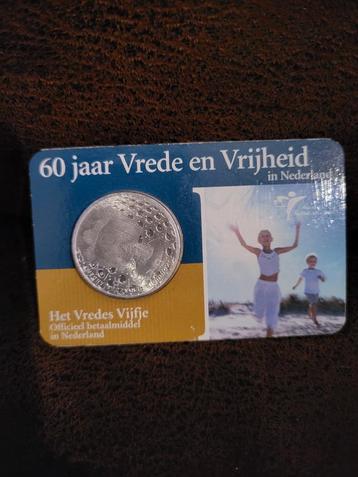 60 jaar Vrede en Vrijheid
in Nederland
Het Vredes Vijfje
Officieel betaalmiddel
in Nederland